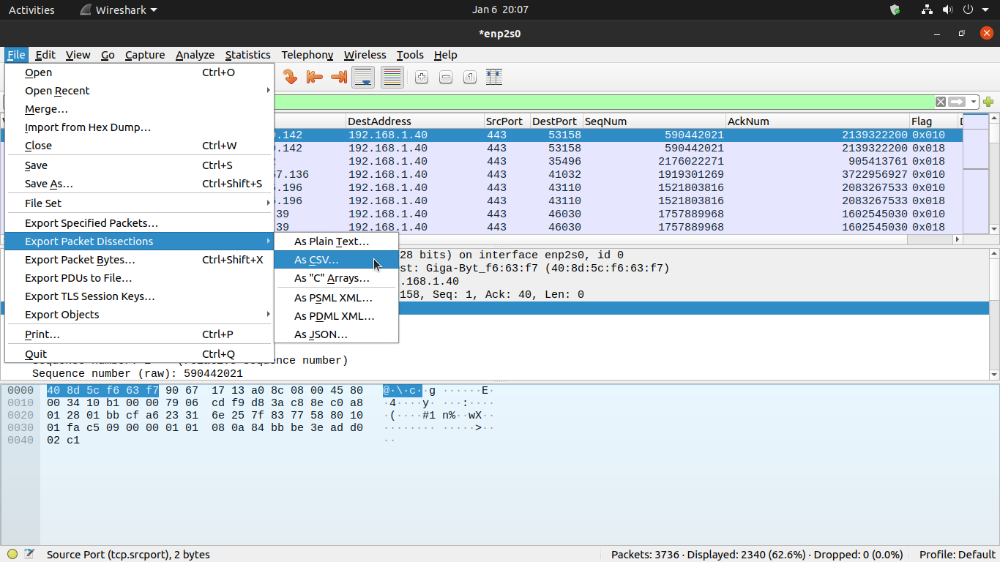 Activities Wireshark Jan 6 20:07
*enp2s0
File Edit View Go Capture Analyze Statistics Telephony Wireless Tools Help
Open Ctrl+O
Open Recent
Merge...
Import from Hex Dump...
Close Ctrl+W
Save Ctrl+S
Save As... Ctrl+Shift+S
File Set
Export Specified Packets...
Export Packet Dissections
Export Packet Bytes... Ctrl+Shift+X
Export PDUs to File...
Export TLS Session Keys...
Export Objects
Print... Ctrl+P
Quit Ctrl+Q
As Plain Text...
As CSV...
As "C" Arrays...
As PSML XML...
As PDML XML...
As JSON...
DestAddress SrcPort DestPort SeqNum AckNum Flag
.142 192.168.1.40 443 53158 590442021 2139322200 0x010
.142 192.168.1.40 443 53158 590442021 2139322200 0x018
192.168.1.40 443 35496 2176022271 905413761 0x018
7.136 192.168.1.40 443 41032 1919301269 3722956927 0x010
.196 192.168.1.40 443 43110 1521803816 2083267533 0x010
.196 192.168.1.40 443 43110 1521803816 2083267533 0x018
39 192.168.1.40 443 46030 1757889968 1602545030 0x010
39 192.168.1.40 443 46030 1757889968 1602545030 0x018
28 bits) on interface enp2s0, id 0
st: Giga-Byt_f6:63:f7 (40:8d:5c:f6:63:f7)
.168.1.40
158, Seq: 1, Ack: 40, Len: 0
Sequence number: 1 (relative sequence number)
Sequence number (raw): 590442021
0000 40 8d 5c f6 63 f7 90 67 17 13 a0 8c 08 00 45 80 @·\·c··g ······E·
0010 00 34 10 b1 00 00 79 06 cd f9 d8 3a c8 8e c0 a8 ·4····y· ···:····
0020 01 28 01 bb cf a6 23 31 6e 25 7f 83 77 58 80 10 ·(····#1 n%··wX··
0030 01 fa c5 09 00 00 01 01 08 0a 84 bb be 3e ad d0 ········ ·····>··
0040 02 c1 ··
Source Port (tcp.srcport), 2 bytes Packets: 3736 · Displayed: 2340 (62.6%) · Dropped: 0 (0.0%) Profile: Default